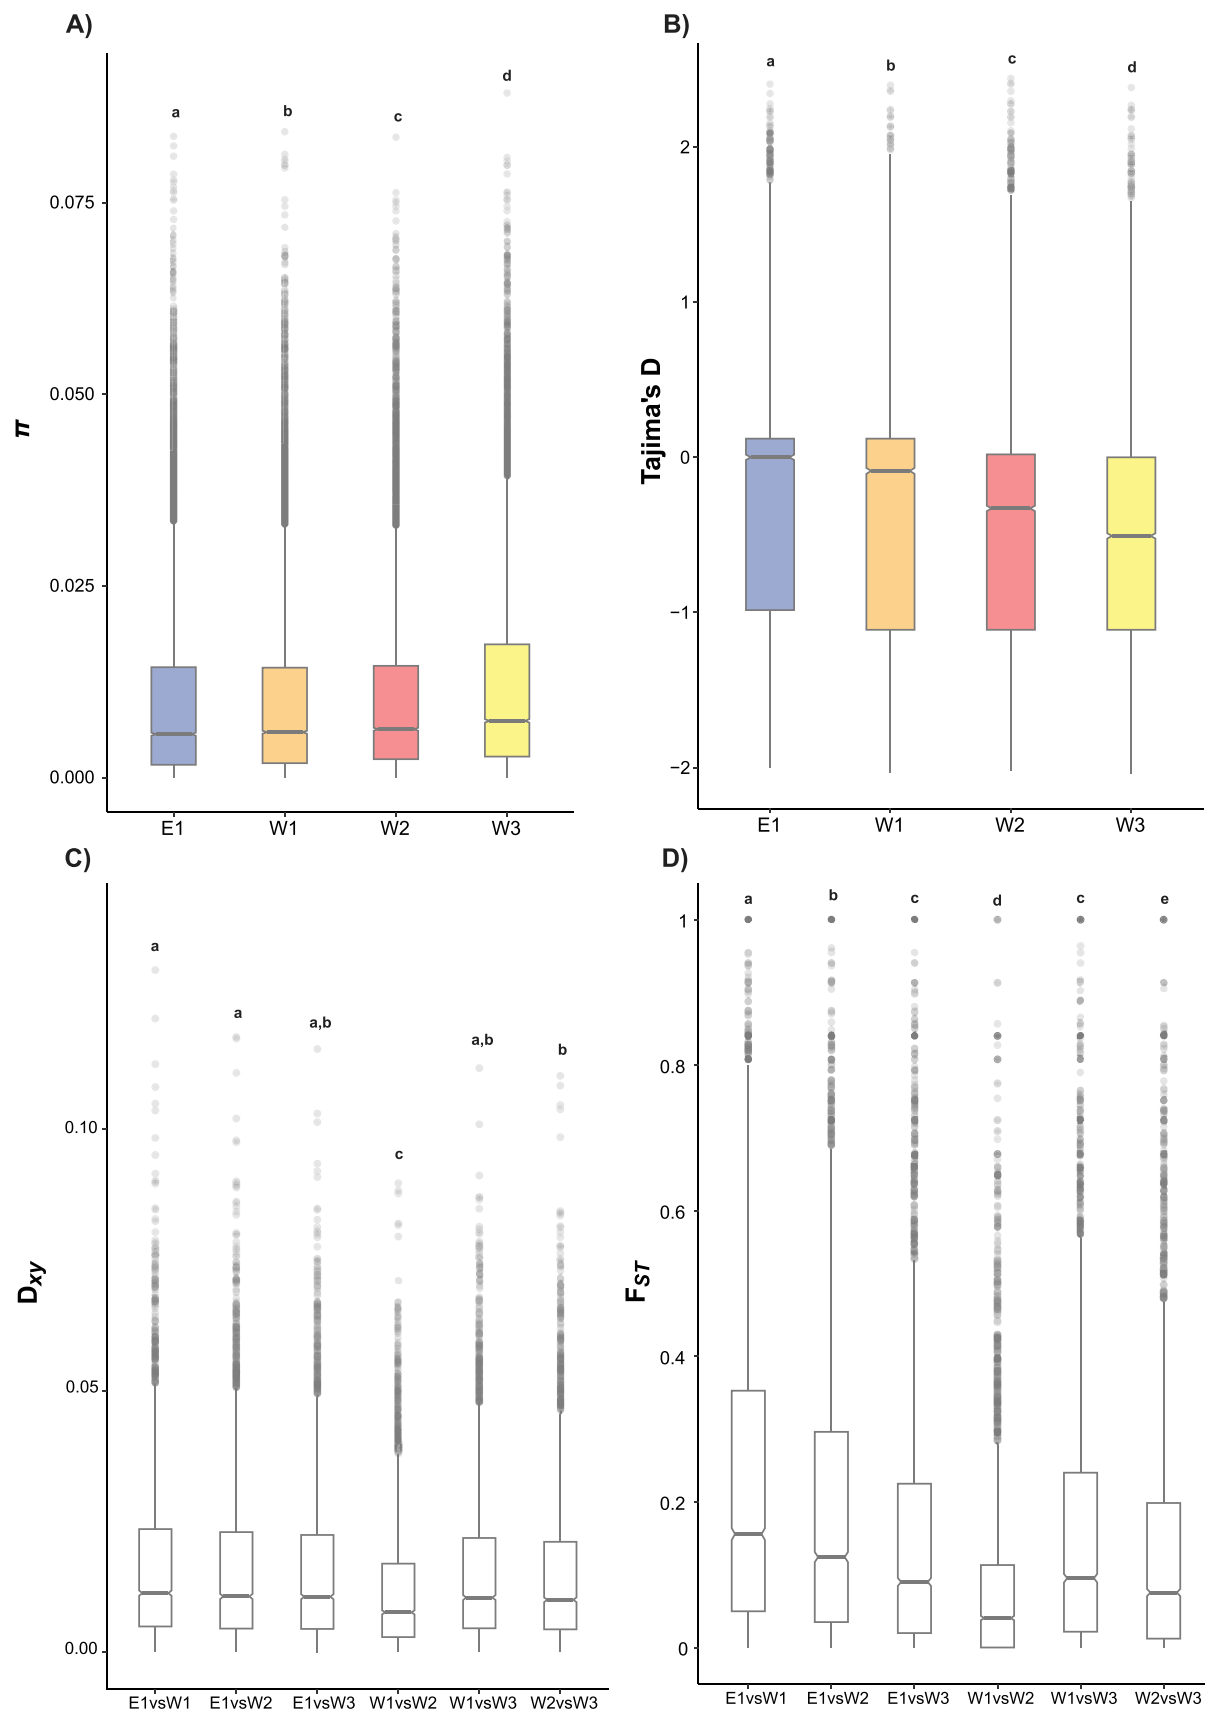 A)
a
b
c
d
0.075
0.050
0.025
0.000
π
E1
W1
W2
W3
B)
a
b
c
d
2
1
0
−1
−2
Tajima's D
E1
W1
W2
W3
C)
a
a
a,b
c
a,b
b
0.10
0.05
0.00
Dxy
E1vsW1
E1vsW2
E1vsW3
W1vsW2
W1vsW3
W2vsW3
D)
a
b
c
d
c
e
1
0.8
0.6
0.4
0.2
0
FST
E1vsW1
E1vsW2
E1vsW3
W1vsW2
W1vsW3
W2vsW3